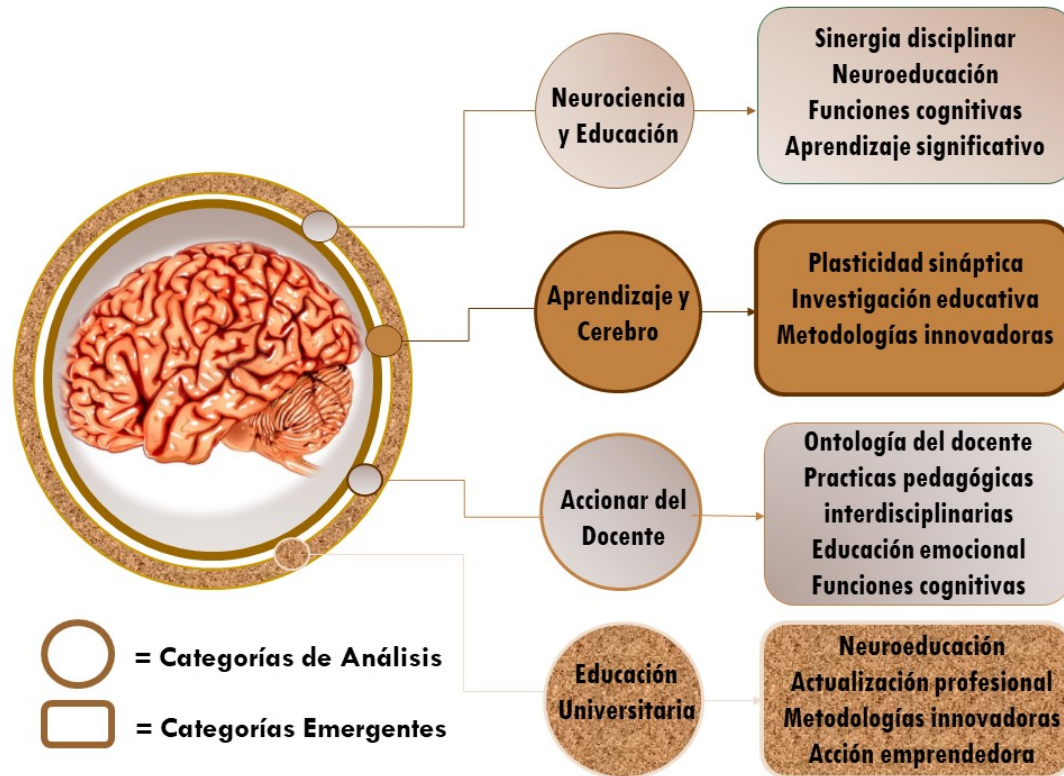 Neurociencia
y Educación
Sinergia disciplinar
Neuroeducación
Funciones cognitivas
Aprendizaje significativo
Aprendizaje y
Cerebro
Plasticidad sináptica
Investigación educativa
Metodologías innovadoras
Accionar del
Docente
Ontología del docente
Practicas pedagógicas
interdisciplinarias
Educación emocional
Funciones cognitivas
Educación
Universitaria
Neuroeducación
Actualización profesional
Metodologías innovadoras
Acción emprendedora
= Categorías de Análisis
= Categorías Emergentes